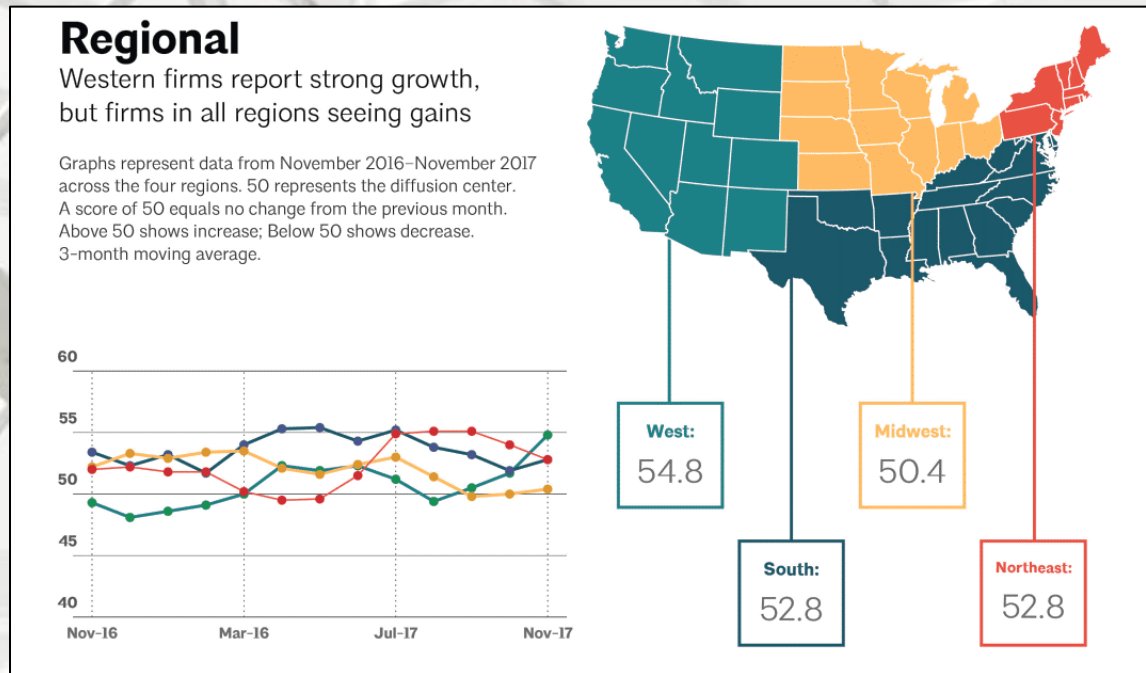 Regional
Western firms report strong growth,
but firms in all regions seeing gains
Graphs represent data from November 2016–November 2017
across the four regions. 50 represents the diffusion center.
A score of 50 equals no change from the previous month.
Above 50 shows increase; Below 50 shows decrease.
3-month moving average.
60
55
50
45
40
Nov-16
Mar-16
Jul-17
Nov-17
West:
54.8
Midwest:
50.4
South:
52.8
Northeast:
52.8